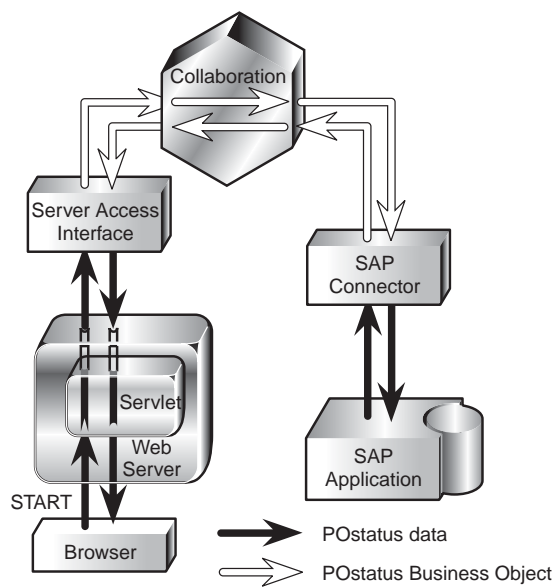 Collaboration
Server Access
Interface
SAP
Connector
Servlet
Web
Server
SAP
Application
START
Browser
POstatus data
POstatus Business Object